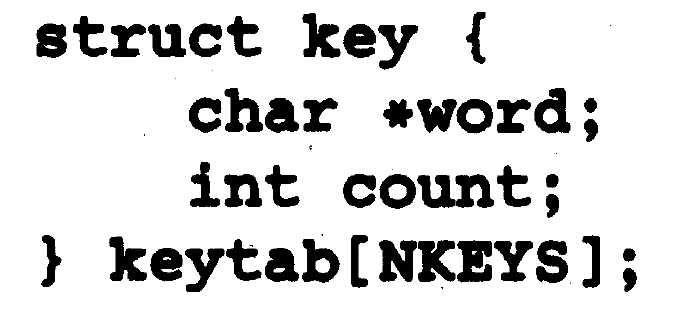 struct key {
    char *word;
    int count;
} keytab[NKEYS];